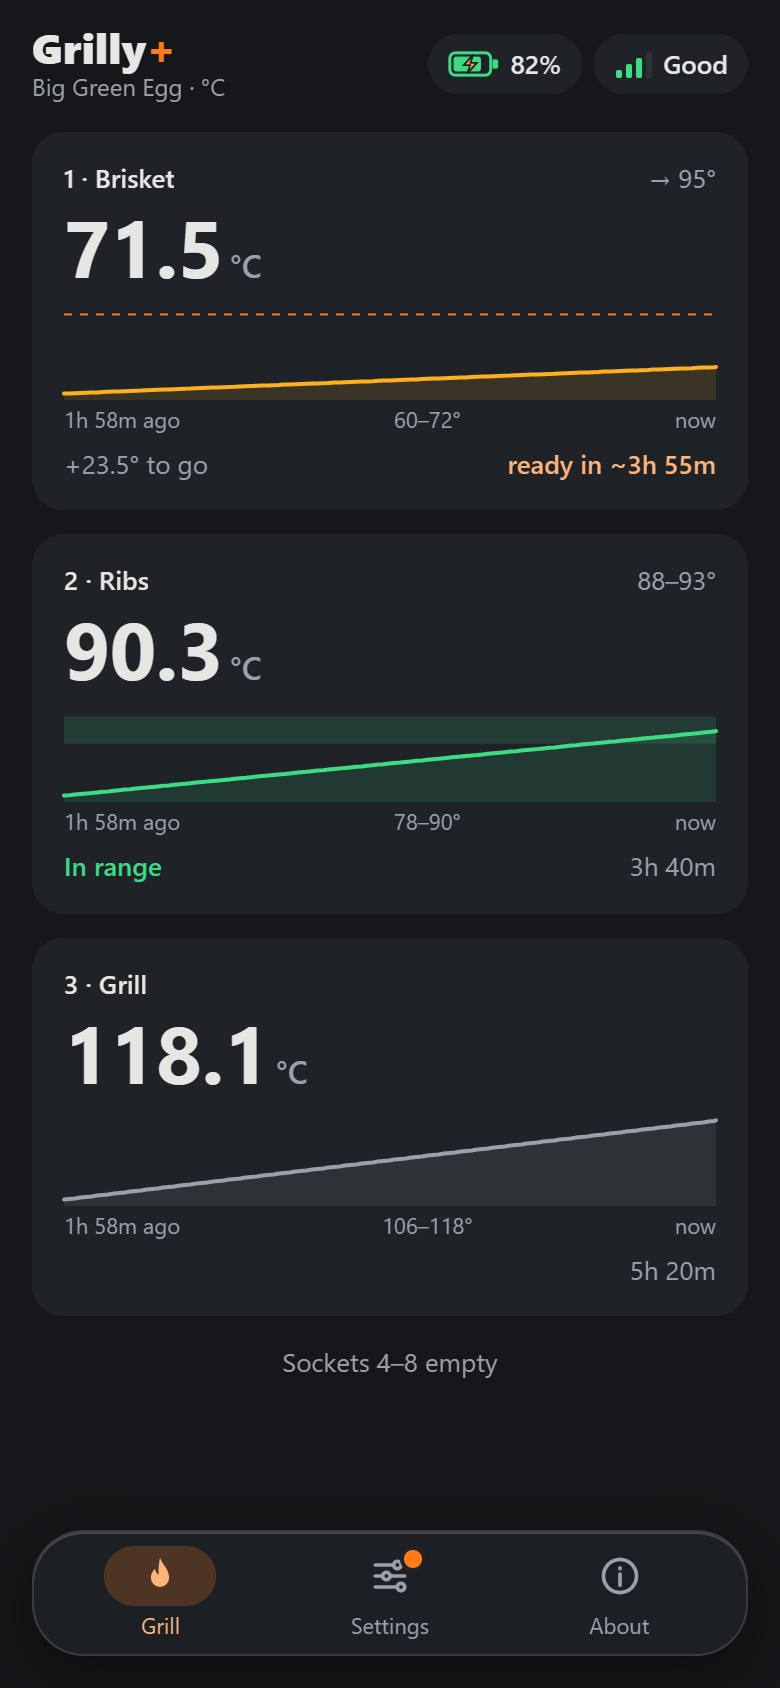 Grilly+
Big Green Egg · °C
82%
Good
1 · Brisket
→ 95°
71.5 °C
1h 58m ago
60–72°
now
+23.5° to go
ready in ~3h 55m
2 · Ribs
88–93°
90.3 °C
1h 58m ago
78–90°
now
In range
3h 40m
3 · Grill
118.1 °C
1h 58m ago
106–118°
now
5h 20m
Sockets 4–8 empty
Grill
Settings
About